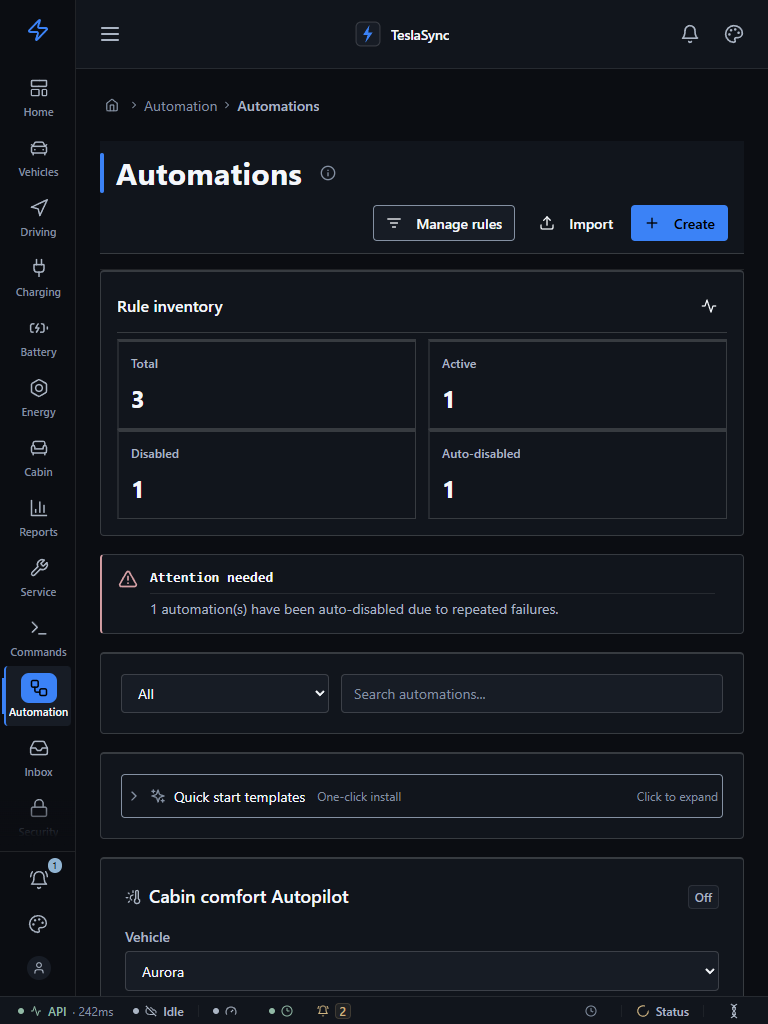 TeslaSync
Home
Vehicles
Driving
Charging
Battery
Energy
Cabin
Reports
Service
Commands
Automation
Inbox
Security
1
Automation Automations
Automations
Manage rules Import Create
Rule inventory
Total
3
Active
1
Disabled
1
Auto-disabled
1
Attention needed
1 automation(s) have been auto-disabled due to repeated failures.
All Search automations...
Quick start templates One-click install Click to expand
Cabin comfort Autopilot Off
Vehicle
Aurora
API · 242ms Idle 2 Status